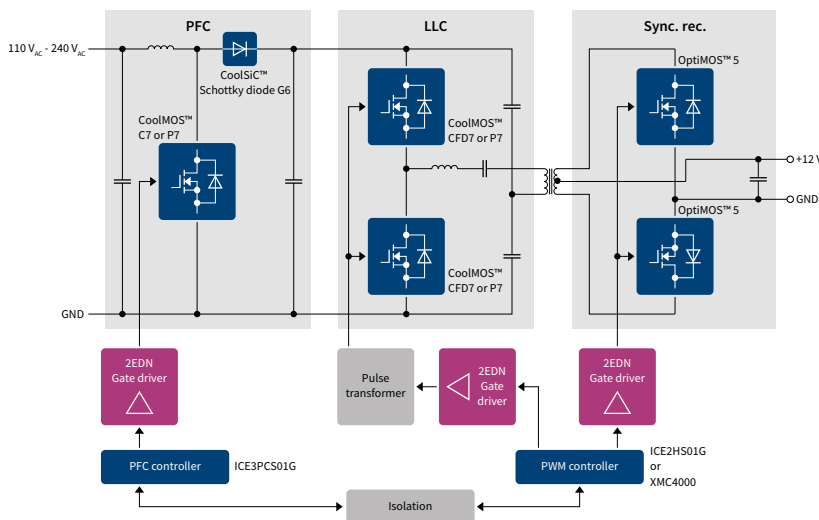 PFC
LLC
Sync. rec.
110 VAC - 240 VAC
CoolSiC™
Schottky diode G6
OptiMOS™ 5
CoolMOS™
C7 or P7
CoolMOS™
CFD7 or P7
+12 V
GND
OptiMOS™ 5
CoolMOS™
CFD7 or P7
GND
2EDN
Gate driver
Pulse
transformer
2EDN
Gate
driver
2EDN
Gate driver
PFC controller
ICE3PCS01G
PWM controller
ICE2HS01G
or
XMC4000
Isolation